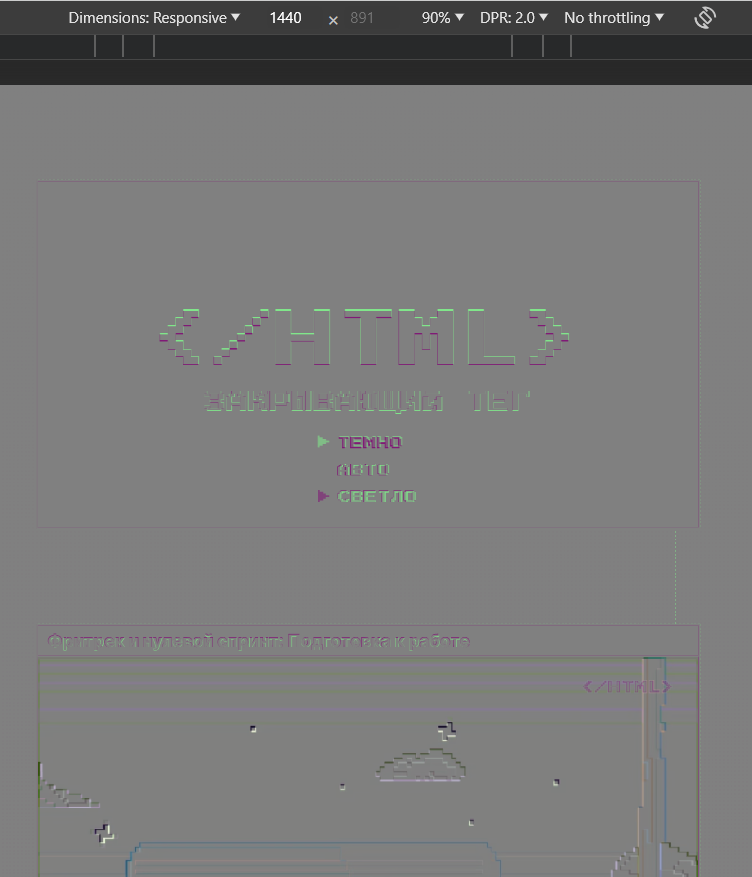 Dimensions: Responsive ▼ 1440 × 891 90% ▼ DPR: 2.0 ▼ No throttling ▼
</HTML>
ЗАКРЫВАЮЩИЙ ТЕГ
▶ ТЕМНО
АВТО
▶ СВЕТЛО
Фритрек и нулевой спринт: Подготовка к работе
</HTML>